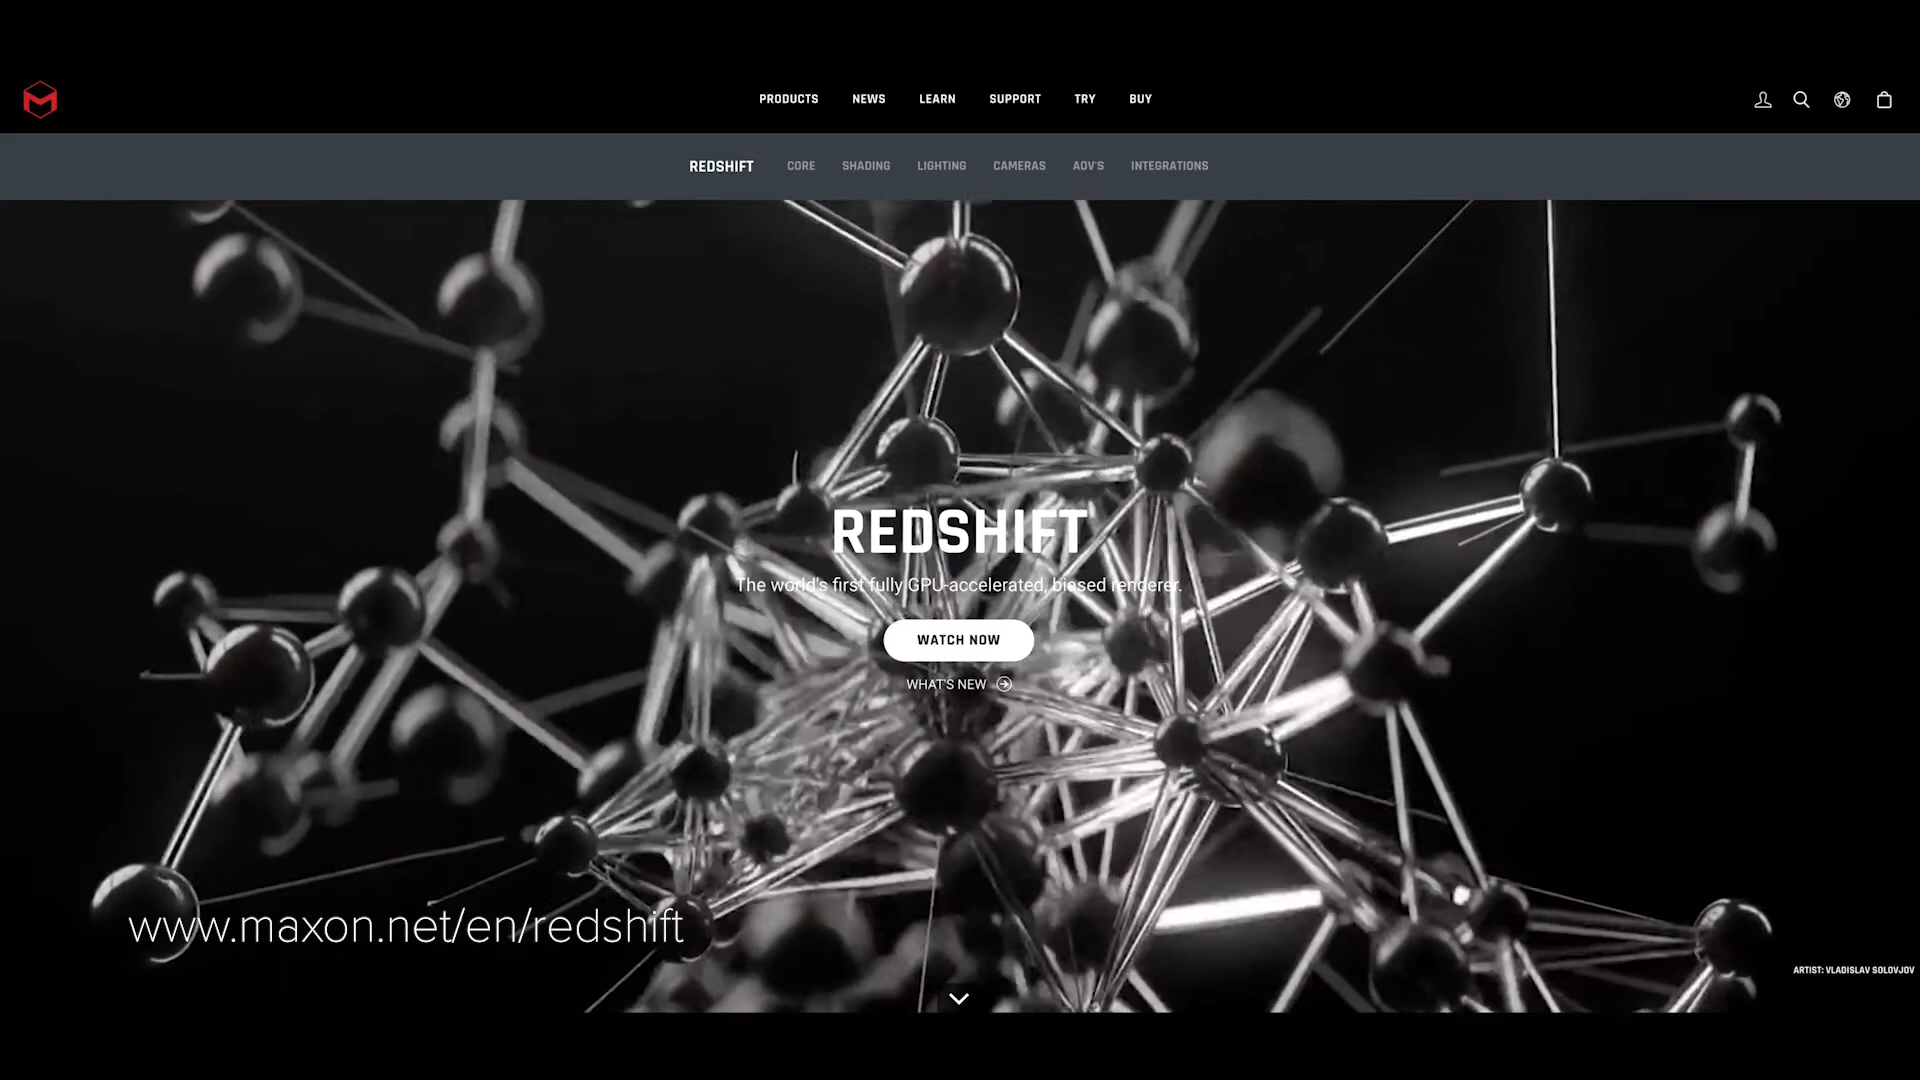 PRODUCTS NEWS LEARN SUPPORT TRY BUY
REDSHIFT CORE SHADING LIGHTING CAMERAS AOV'S INTEGRATIONS
REDSHIFT
The world's first fully GPU-accelerated, biased renderer.
WATCH NOW
WHAT'S NEW
www.maxon.net/en/redshift
ARTIST: VLADISLAV SOLOVJOV